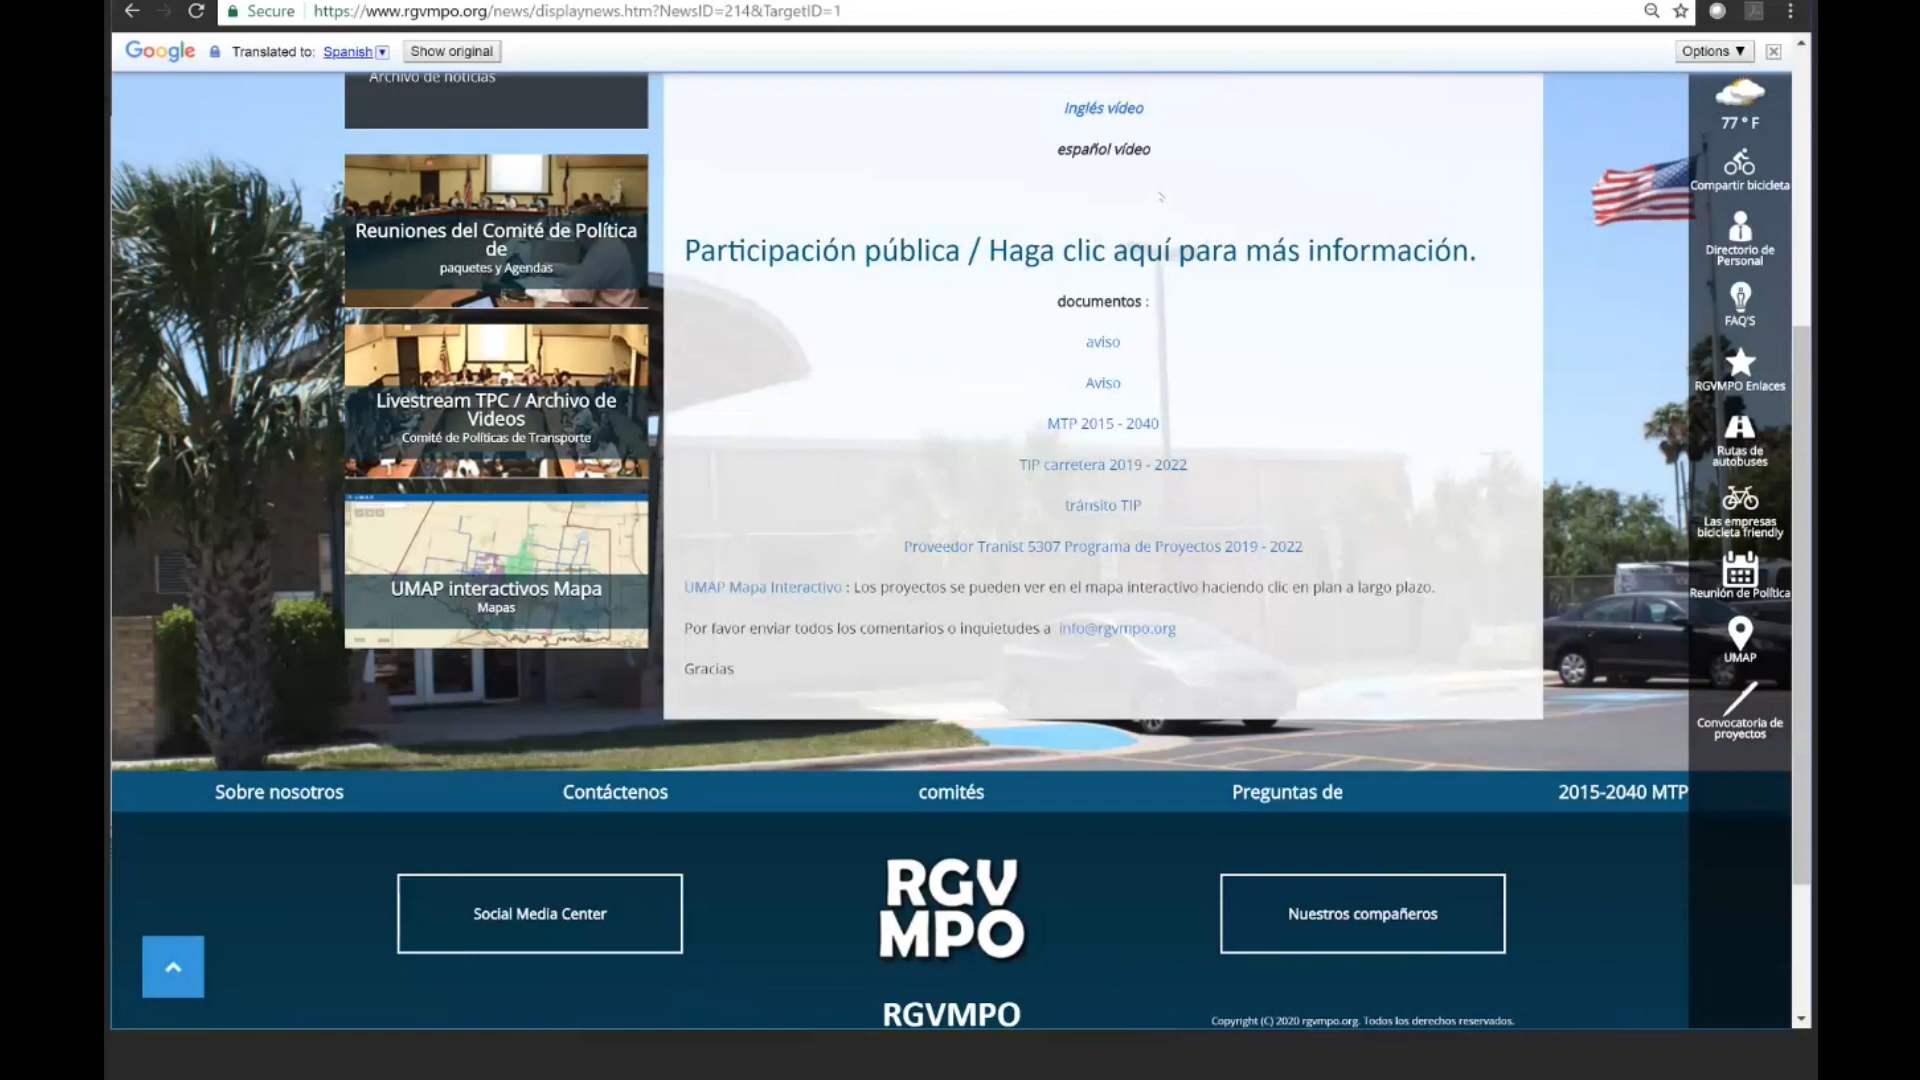 Secure https://www.rgvmpo.org/news/displaynews.htm?NewsID=214&TargetID=1
Google Translated to: Spanish Show original Options ▼
Archivo de noticias
Inglés vídeo
español vídeo
Reuniones del Comité de Política
de
paquetes y Agendas
Participación pública / Haga clic aquí para más información.
documentos :
aviso
Aviso
MTP 2015 - 2040
TIP carretera 2019 - 2022
tránsito TIP
Proveedor Tranist 5307 Programa de Proyectos 2019 - 2022
UMAP Mapa Interactivo : Los proyectos se pueden ver en el mapa interactivo haciendo clic en plan a largo plazo.
Por favor enviar todos los comentarios o inquietudes a info@rgvmpo.org
Gracias
Livestream TPC / Archivo de
Videos
Comité de Políticas de Transporte
UMAP
UMAP interactivos Mapa
Mapas
77 ° F
Compartir bicicleta
Directorio de
Personal
FAQ'S
RGVMPO Enlaces
Rutas de
autobuses
Las empresas
bicicleta friendly
Reunión de Política
UMAP
Convocatoria de
proyectos
Sobre nosotros Contáctenos comités Preguntas de 2015-2040 MTP
Social Media Center
RGV
MPO
Nuestros compañeros
RGVMPO
Copyright (C) 2020 rgvmpo.org. Todos los derechos reservados.